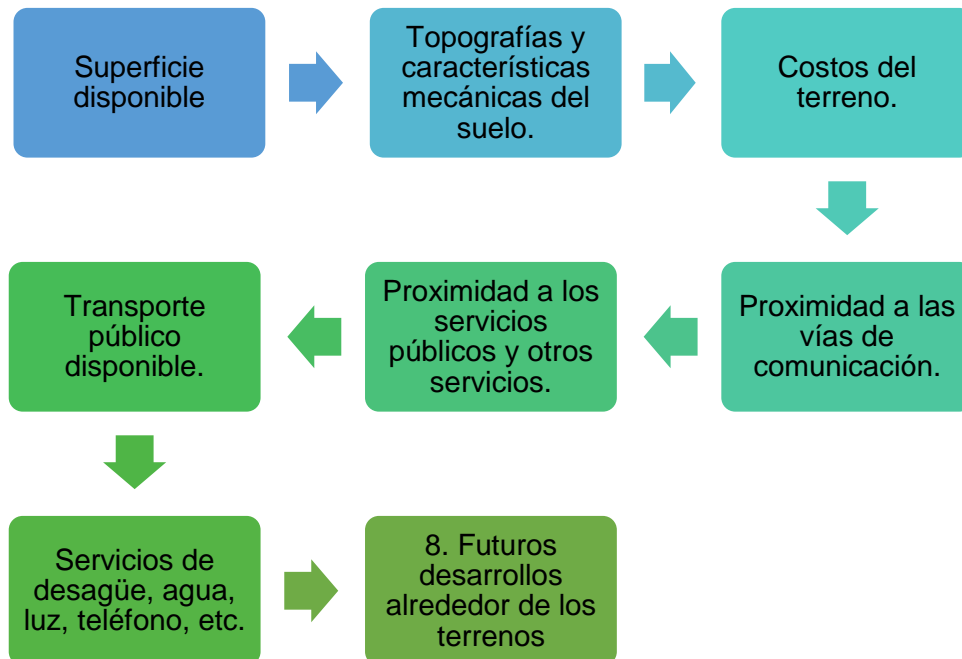 Superficie
disponible
Topografías y
características
mecánicas del
suelo.
Costos del
terreno.
Proximidad a las
vías de
comunicación.
Proximidad a los
servicios
públicos y otros
servicios.
Transporte
público
disponible.
Servicios de
desagüe, agua,
luz, teléfono, etc.
8. Futuros
desarrollos
alrededor de los
terrenos